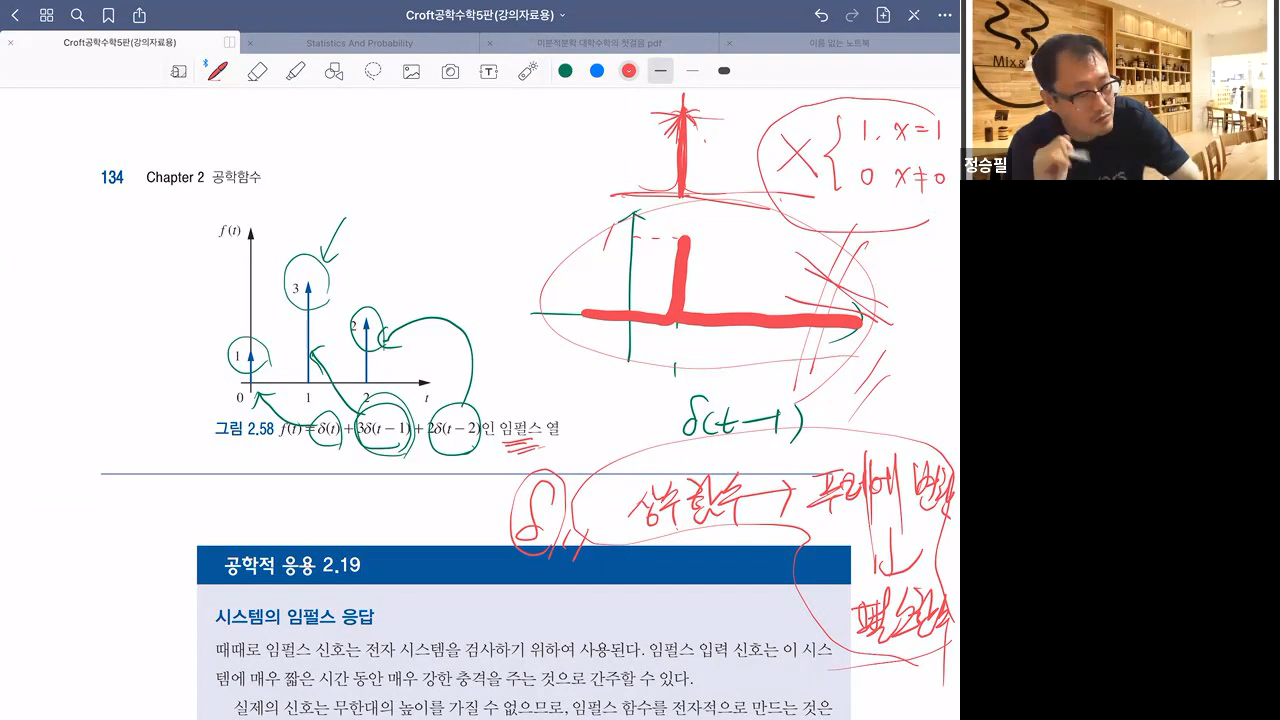 Croft공학수학5판(강의자료용)
Croft공학수학5판(강의자료용)
Statistics And Probability
미분적분학 대학수학의 첫걸음 pdf
이름 없는 노트북
Mix&
정승필
134 Chapter 2 공학함수
1, x=1
0 x≠0
f(t)
3
2
1
0 1 2 t
그림 2.58 f(t) = δ(t) + 3δ(t − 1) + 2δ(t − 2)인 임펄스 열
1
δ(t−1)
δ
상수함수 → 푸리에 변환
↓
펄스함수
공학적 응용 2.19
시스템의 임펄스 응답
때때로 임펄스 신호는 전자 시스템을 검사하기 위하여 사용된다. 임펄스 입력 신호는 이 시스
템에 매우 짧은 시간 동안 매우 강한 충격을 주는 것으로 간주할 수 있다.
실제의 신호는 무한대의 높이를 가질 수 없으므로, 임펄스 함수를 전자적으로 만드는 것은